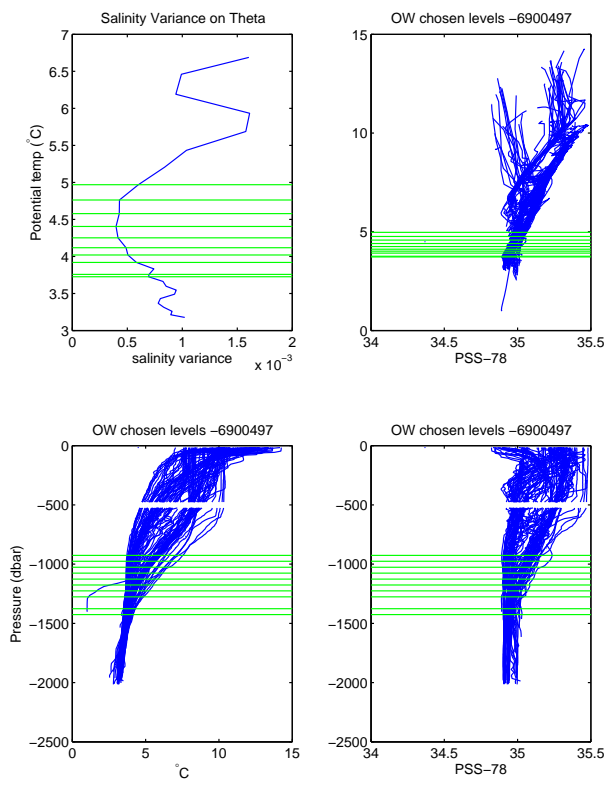 Salinity Variance on Theta
7
6.5
6
5.5
5
4.5
4
3.5
3
Potential temp (°C)
0 0.5 1 1.5 2
salinity variance
x 10⁻³
OW chosen levels −6900497
15
10
5
0
34 34.5 35 35.5
PSS−78
OW chosen levels −6900497
0
−500
−1000
−1500
−2000
−2500
Pressure (dbar)
0 5 10 15
°C
OW chosen levels −6900497
0
−500
−1000
−1500
−2000
−2500
34 34.5 35 35.5
PSS−78